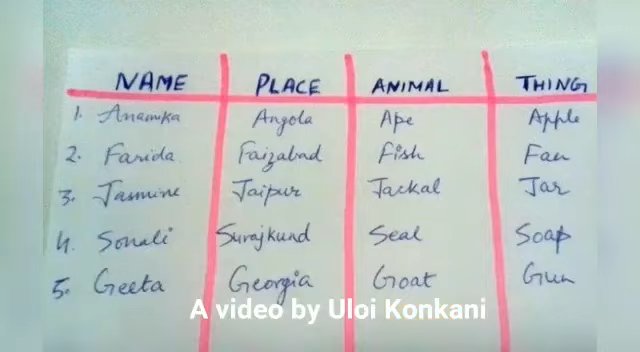 NAME PLACE ANIMAL THING
1. Anamika Angola Ape Apple
2. Farida Faizabad Fish Fan
3. Jasmine Jaipur Jackal Jar
4. Sonali Surajkund Seal Soap
5. Geeta Georgia Goat Gun
A video by Uloi Konkani